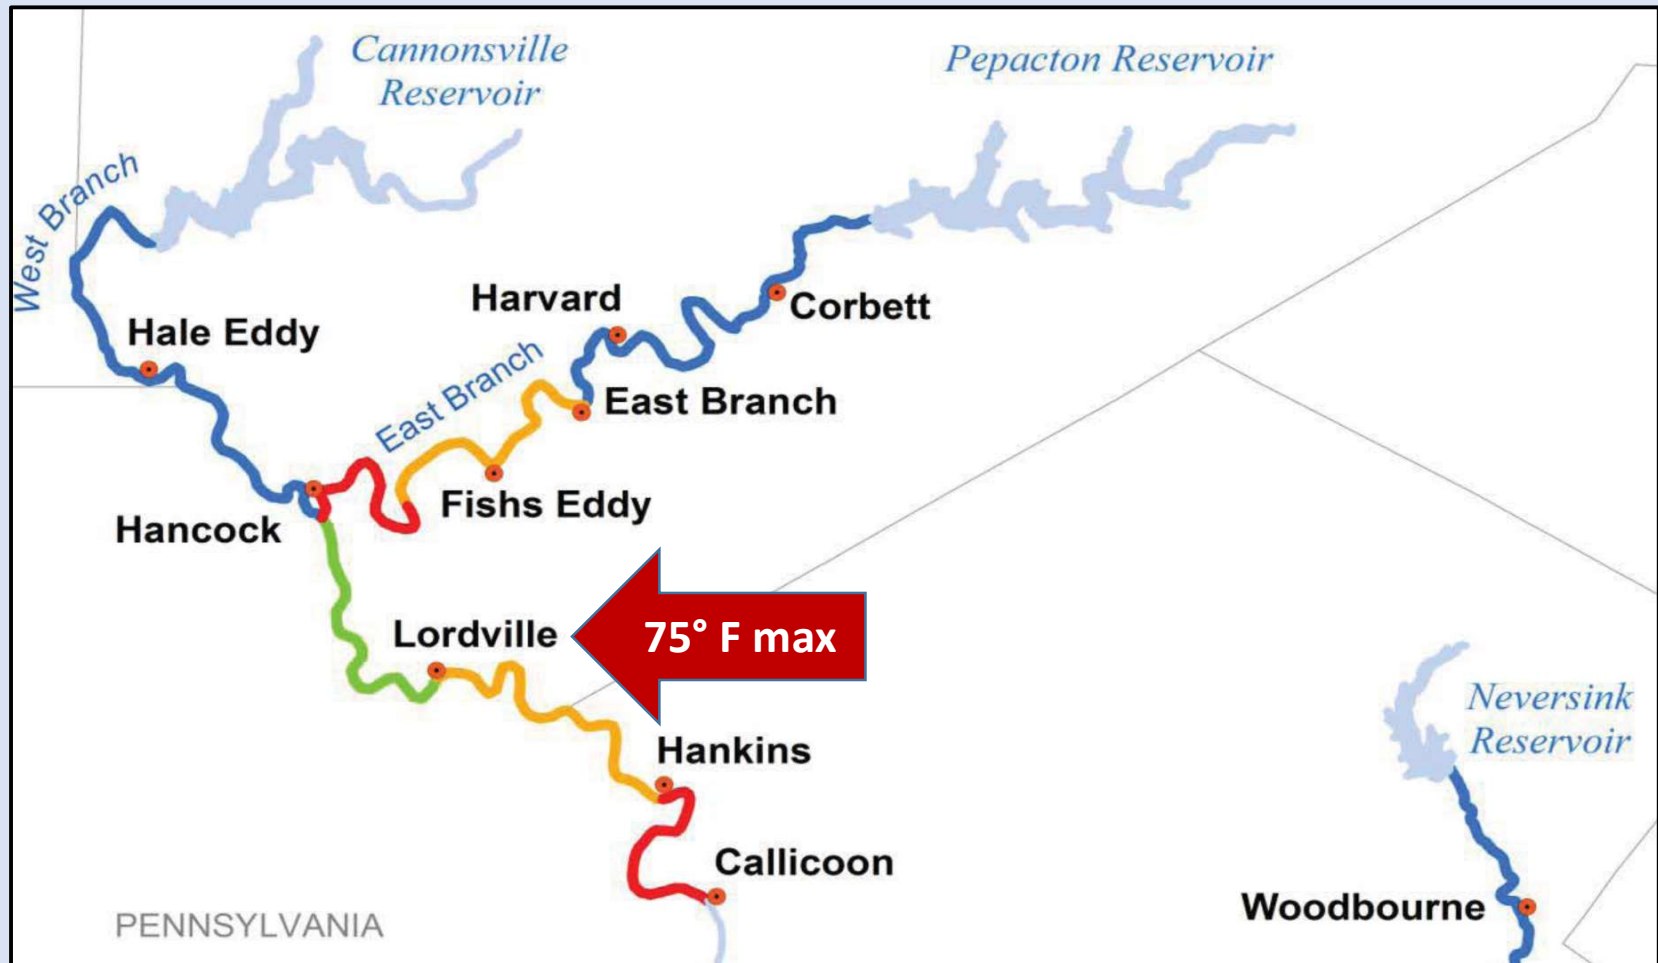 Cannonsville
Reservoir
Pepacton Reservoir
West Branch
Harvard
Corbett
Hale Eddy
East Branch
East Branch
Fishs Eddy
Hancock
Lordville
75° F max
Neversink
Reservoir
Hankins
Callicoon
Woodbourne
PENNSYLVANIA